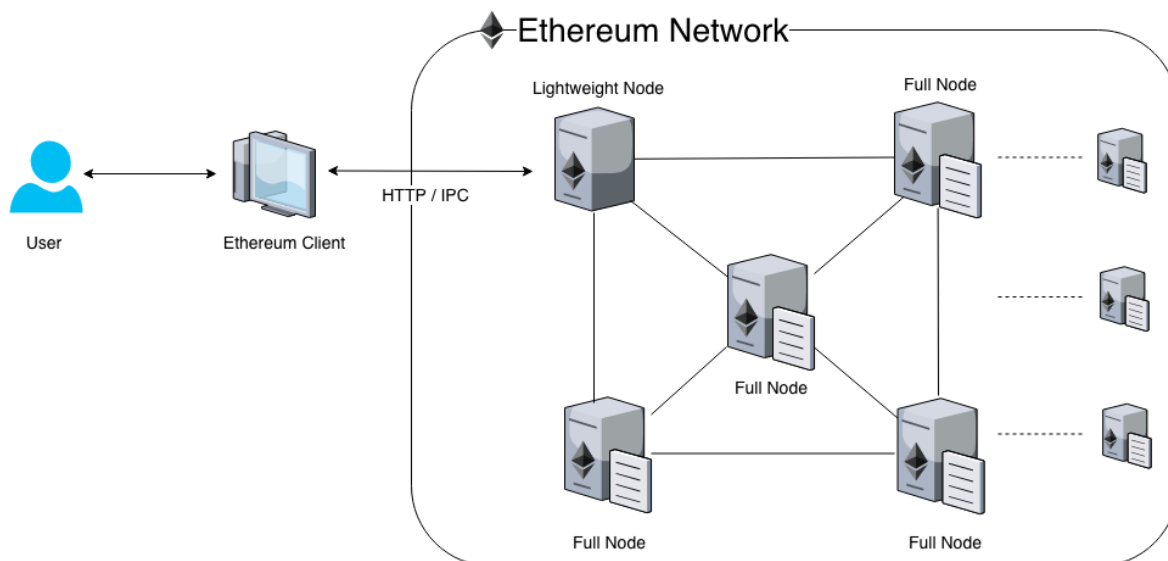 Ethereum Network
Lightweight Node
Full Node
HTTP / IPC
User
Ethereum Client
Full Node
Full Node
Full Node